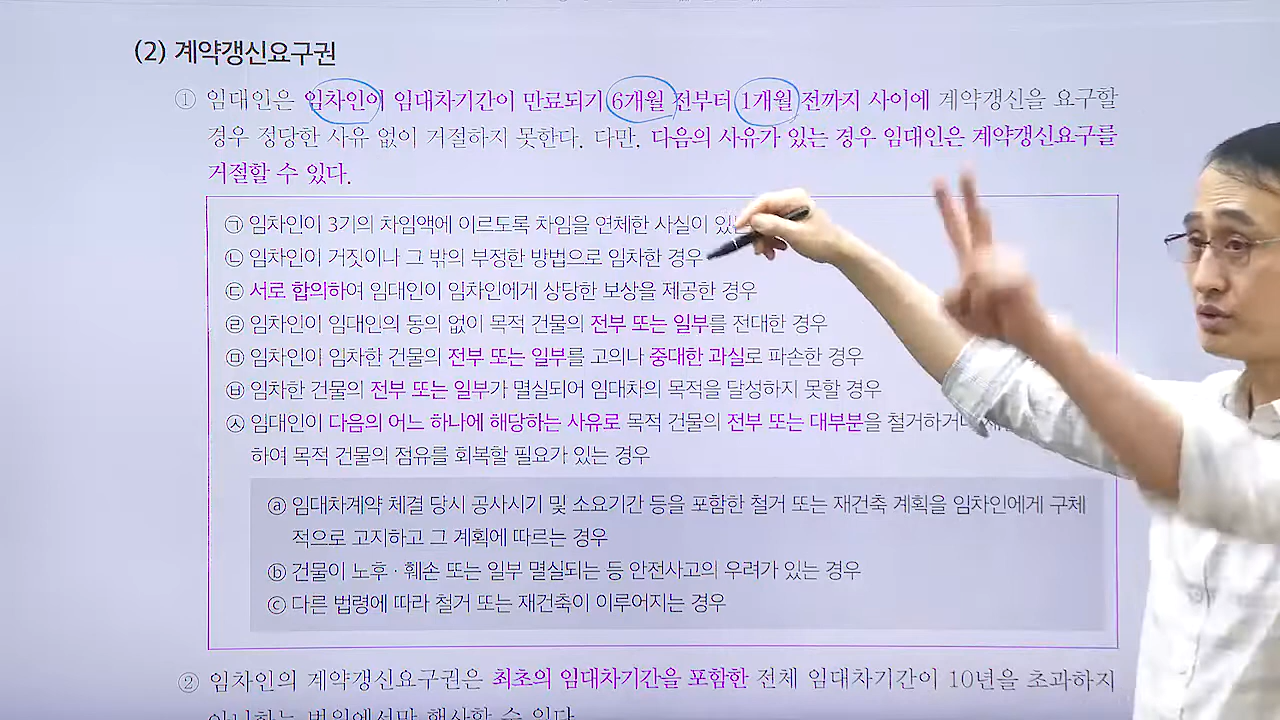 (2) 계약갱신요구권
① 임대인은 임차인이 임대차기간이 만료되기 6개월 전부터 1개월 전까지 사이에 계약갱신을 요구할
경우 정당한 사유 없이 거절하지 못한다. 다만, 다음의 사유가 있는 경우 임대인은 계약갱신요구를
거절할 수 있다.
㉠ 임차인이 3기의 차임액에 이르도록 차임을 연체한 사실이
㉡ 임차인이 거짓이나 그 밖의 부정한 방법으로 임차한 경우
㉢ 서로 합의하여 임대인이 임차인에게 상당한 보상을 제공한 경우
㉣ 임차인이 임대인의 동의 없이 목적 건물의 전부 또는 일부를 전대한 경우
㉤ 임차인이 임차한 건물의 전부 또는 일부를 고의나 중대한 과실로 파손한 경우
㉥ 임차한 건물의 전부 또는 일부가 멸실되어 임대차의 목적을 달성하지 못할 경우
㉦ 임대인이 다음의 어느 하나에 해당하는 사유로 목적 건물의 전부 또는 대부분을 철거하거나
하여 목적 건물의 점유를 회복할 필요가 있는 경우
ⓐ 임대차계약 체결 당시 공사시기 및 소요기간 등을 포함한 철거 또는 재건축 계획을 임차인에게 구체
적으로 고지하고 그 계획에 따르는 경우
ⓑ 건물이 노후·훼손 또는 일부 멸실되는 등 안전사고의 우려가 있는 경우
ⓒ 다른 법령에 따라 철거 또는 재건축이 이루어지는 경우
② 임차인의 계약갱신요구권은 최초의 임대차기간을 포함한 전체 임대차기간이 10년을 초과하지